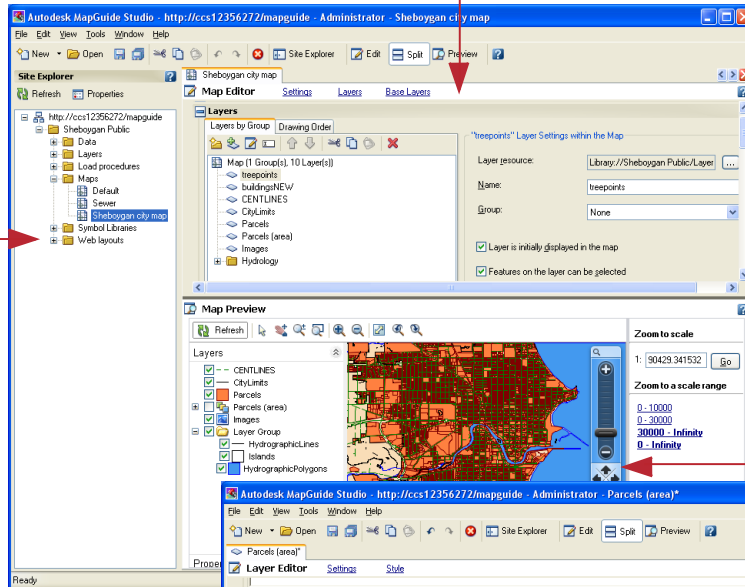 Autodesk MapGuide Studio - http://ccs12356272/mapguide - Administrator - Sheboygan city map
File Edit View Tools Window Help
New Open Site Explorer Edit Split Preview
Site Explorer
Refresh Properties
http://ccs12356272/mapguide
Sheboygan Public
Data
Layers
Load procedures
Maps
Default
Sewer
Sheboygan city map
Symbol Libraries
Web layouts
Sheboygan city map
Map Editor Settings Layers Base Layers
Layers
Layers by Group Drawing Order
Map (1 Group(s), 10 Layer(s))
treepoints
buildingsNEW
CENTLINES
CityLimits
Parcels
Parcels (area)
Images
Hydrology
"treepoints" Layer Settings within the Map
Layer resource: Library://Sheboygan Public/Layer ...
Name: treepoints
Group: None
Layer is initially displayed in the map
Features on the layer can be selected
Map Preview
Refresh
Layers
CENTLINES
CityLimits
Parcels
Parcels (area)
Images
Layer Group
HydrographicLines
Islands
HydrographicPolygons
Zoom to scale
1: 90429.341532 Go
Zoom to a scale range
0 - 10000
0 - 30000
30000 - Infinity
0 - Infinity
Proper
Ready
Autodesk MapGuide Studio - http://ccs12356272/mapguide - Administrator - Parcels (area)*
File Edit View Tools Window Help
New Open Site Explorer Edit Split Preview
Parcels (area)*
Layer Editor Settings Style